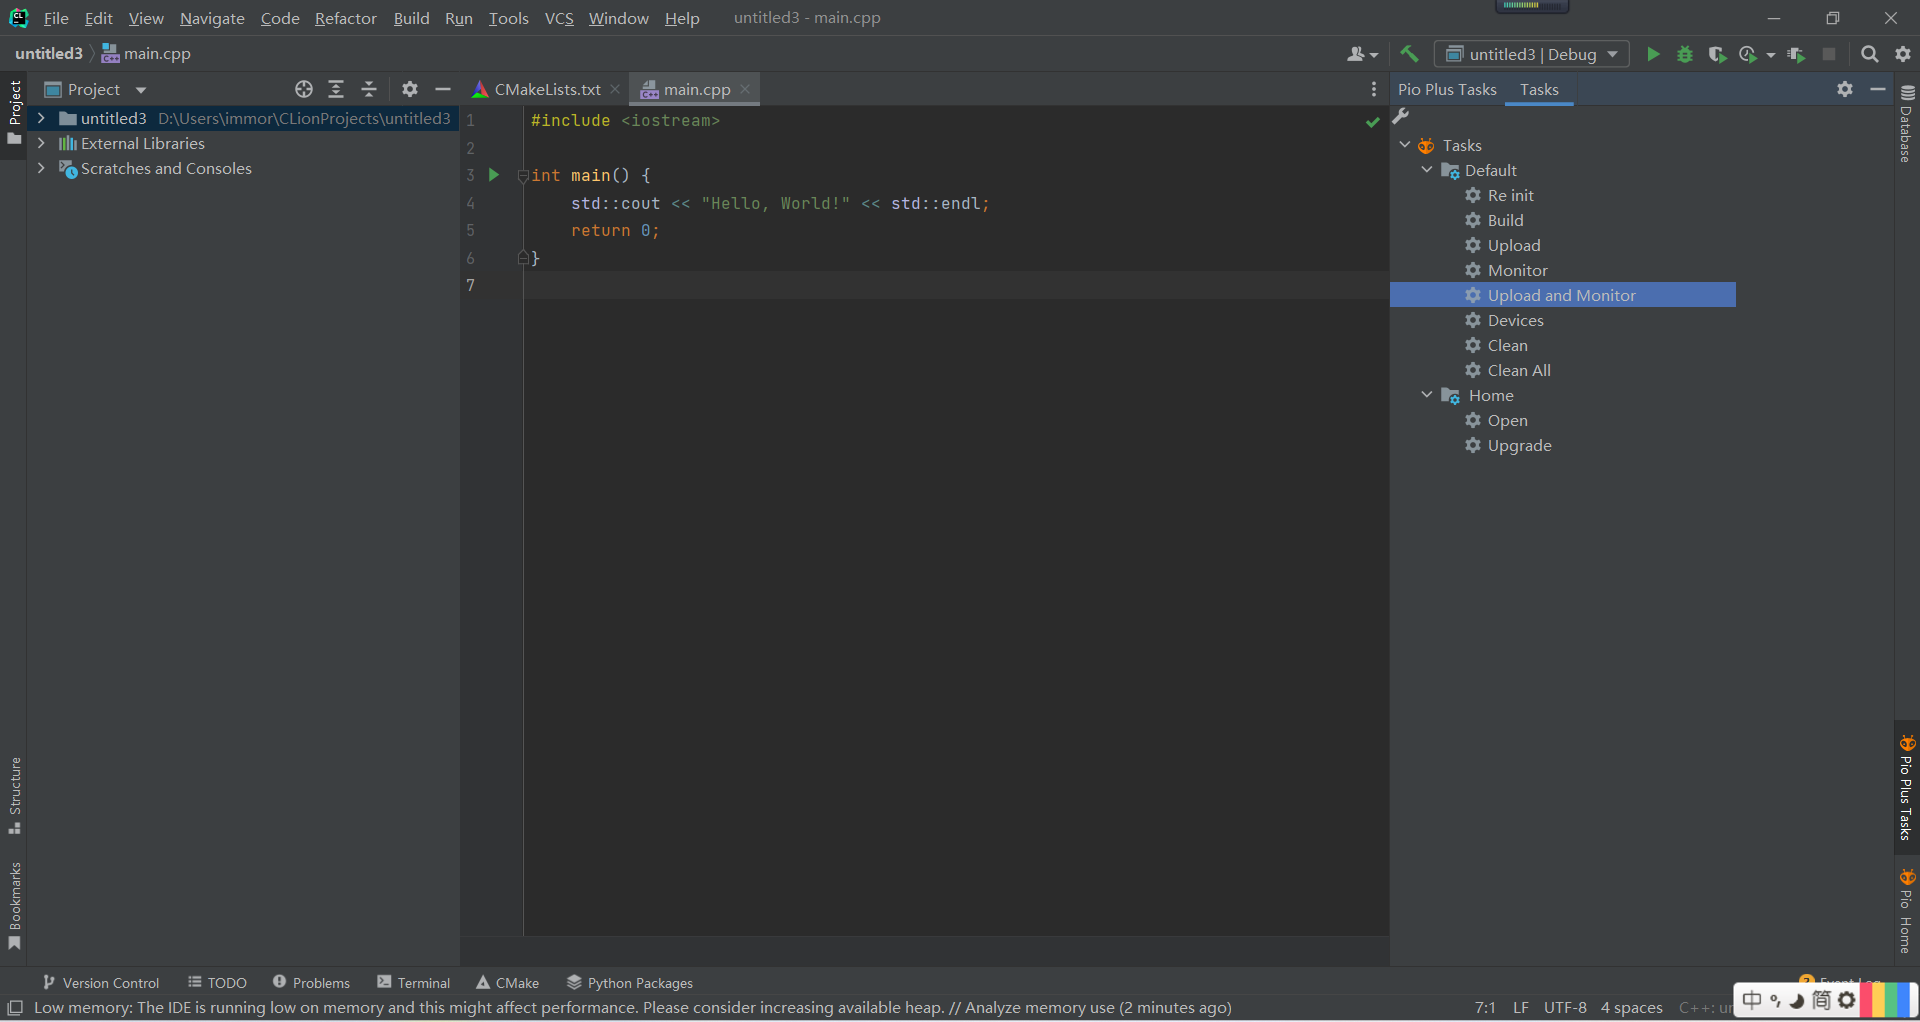 File Edit View Navigate Code Refactor Build Run Tools VCS Window Help untitled3 - main.cpp
untitled3 main.cpp
untitled3 | Debug
Project
CMakeLists.txt
main.cpp
Pio Plus Tasks Tasks
Project
untitled3 D:\Users\immor\CLionProjects\untitled3
External Libraries
Scratches and Consoles
Structure
Bookmarks
1 #include <iostream>
2
3 int main() {
4 std::cout << "Hello, World!" << std::endl;
5 return 0;
6 }
7
Tasks
Default
Re init
Build
Upload
Monitor
Upload and Monitor
Devices
Clean
Clean All
Home
Open
Upgrade
Database
Pio Plus Tasks
Pio Home
Version Control TODO Problems Terminal CMake Python Packages
Low memory: The IDE is running low on memory and this might affect performance. Please consider increasing available heap. // Analyze memory use (2 minutes ago)
7:1 LF UTF-8 4 spaces C++:
中 °, 简